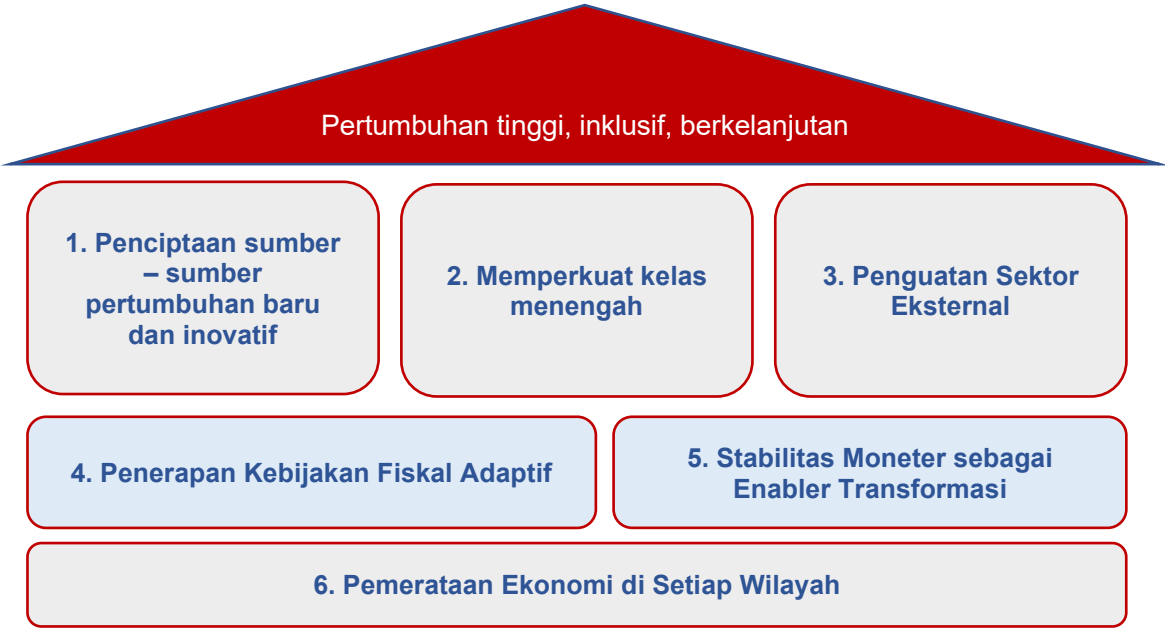 Pertumbuhan tinggi, inklusif, berkelanjutan
1. Penciptaan sumber
– sumber
pertumbuhan baru
dan inovatif
2. Memperkuat kelas
menengah
3. Penguatan Sektor
Eksternal
4. Penerapan Kebijakan Fiskal Adaptif
5. Stabilitas Moneter sebagai
Enabler Transformasi
6. Pemerataan Ekonomi di Setiap Wilayah